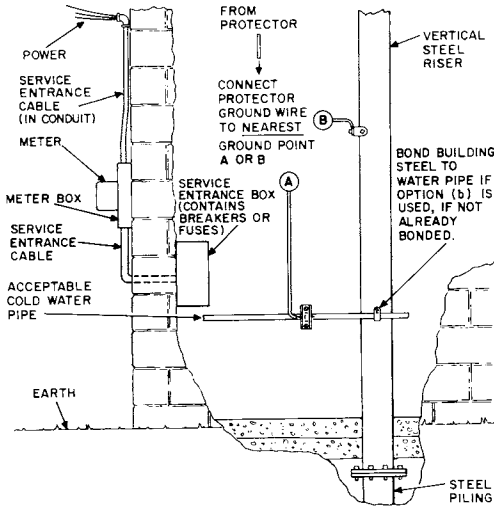 POWER
SERVICE
ENTRANCE
CABLE
(IN CONDUIT)
METER
METER BOX
SERVICE
ENTRANCE
CABLE
ACCEPTABLE
COLD WATER
PIPE
EARTH
FROM
PROTECTOR
CONNECT
PROTECTOR
GROUND WIRE
TO NEAREST
GROUND POINT
A OR B
SERVICE
ENTRANCE BOX
(CONTAINS
BREAKERS OR
FUSES)
A
B
VERTICAL
STEEL
RISER
BOND BUILDING
STEEL TO
WATER PIPE IF
OPTION (b) IS
USED, IF NOT
ALREADY
BONDED.
STEEL
PILING